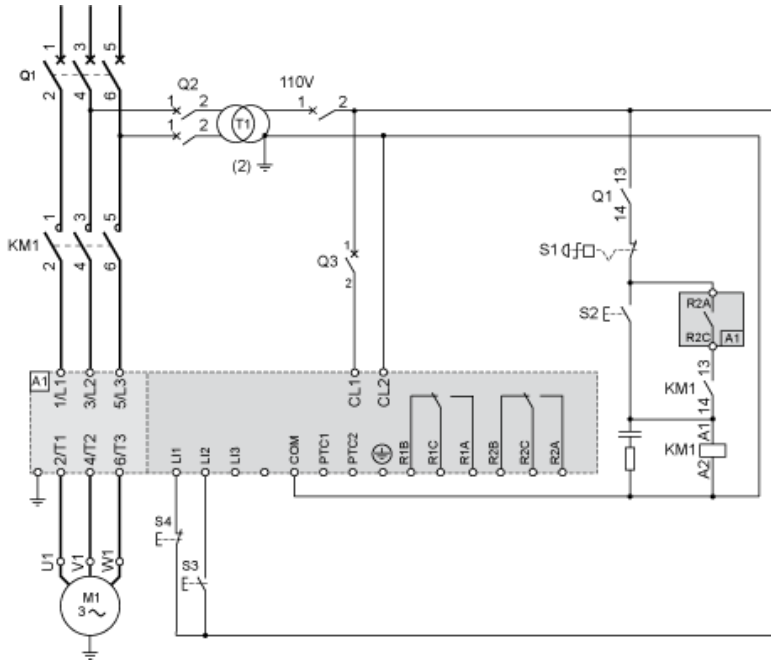 1 3 5
Q1
2 4 6
Q2
1 2
1 2
T1
(2)
110V
1 2
1 3 5
KM1
2 4 6
Q3
1
2
13
Q1
14
S1
S2
R2A
R2C
A1
13
KM1
14
A1
KM1
A2
A1
1/L1 3/L2 5/L3
CL1 CL2
2/T1 4/T2 6/T3
LI1 LI2 LI3 COM PTC1 PTC2 R1B R1C R1A R2B R2C R2A
S4
S3
U1 V1 W1
M1
3 ~